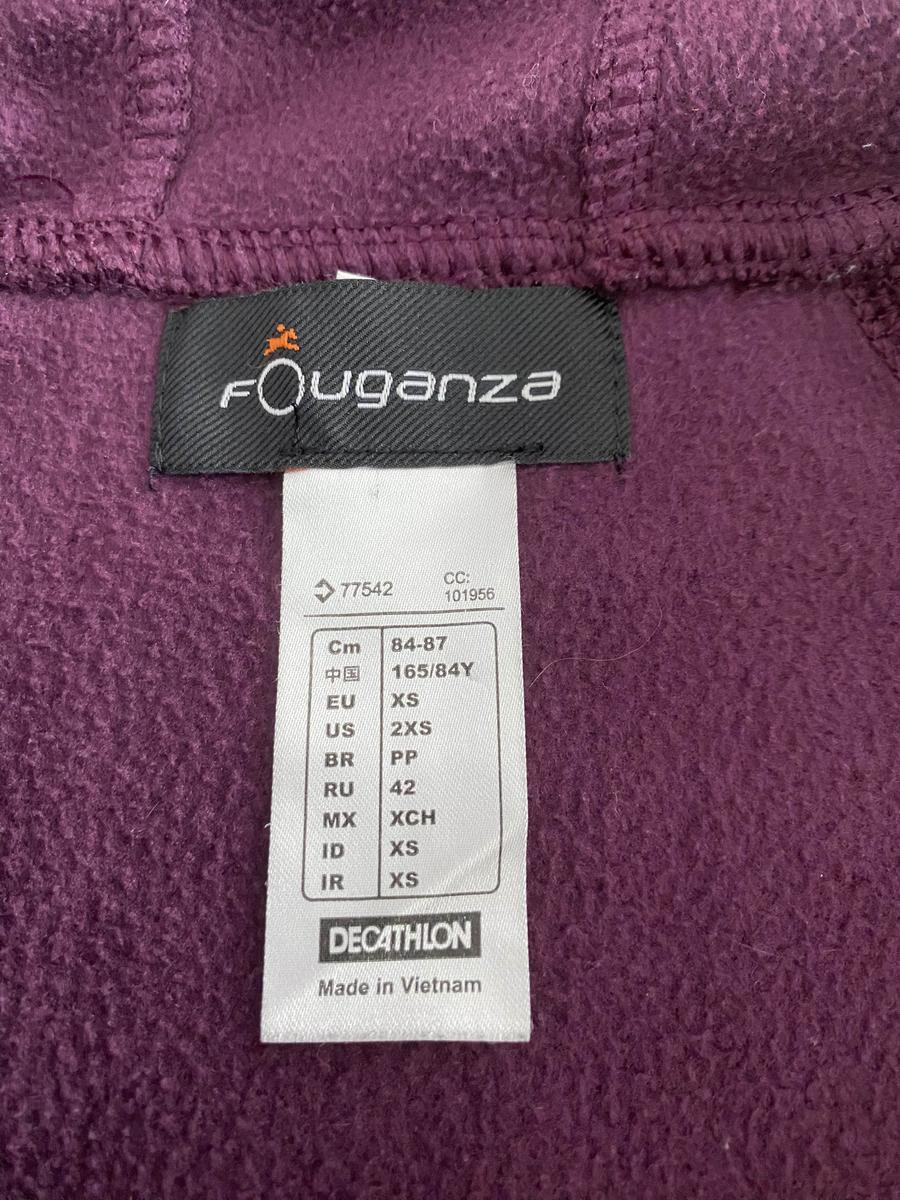 FOuganza
77542
CC:
101956
Cm 84-87
中国 165/84Y
EU XS
US 2XS
BR PP
RU 42
MX XCH
ID XS
IR XS
DECATHLON
Made in Vietnam